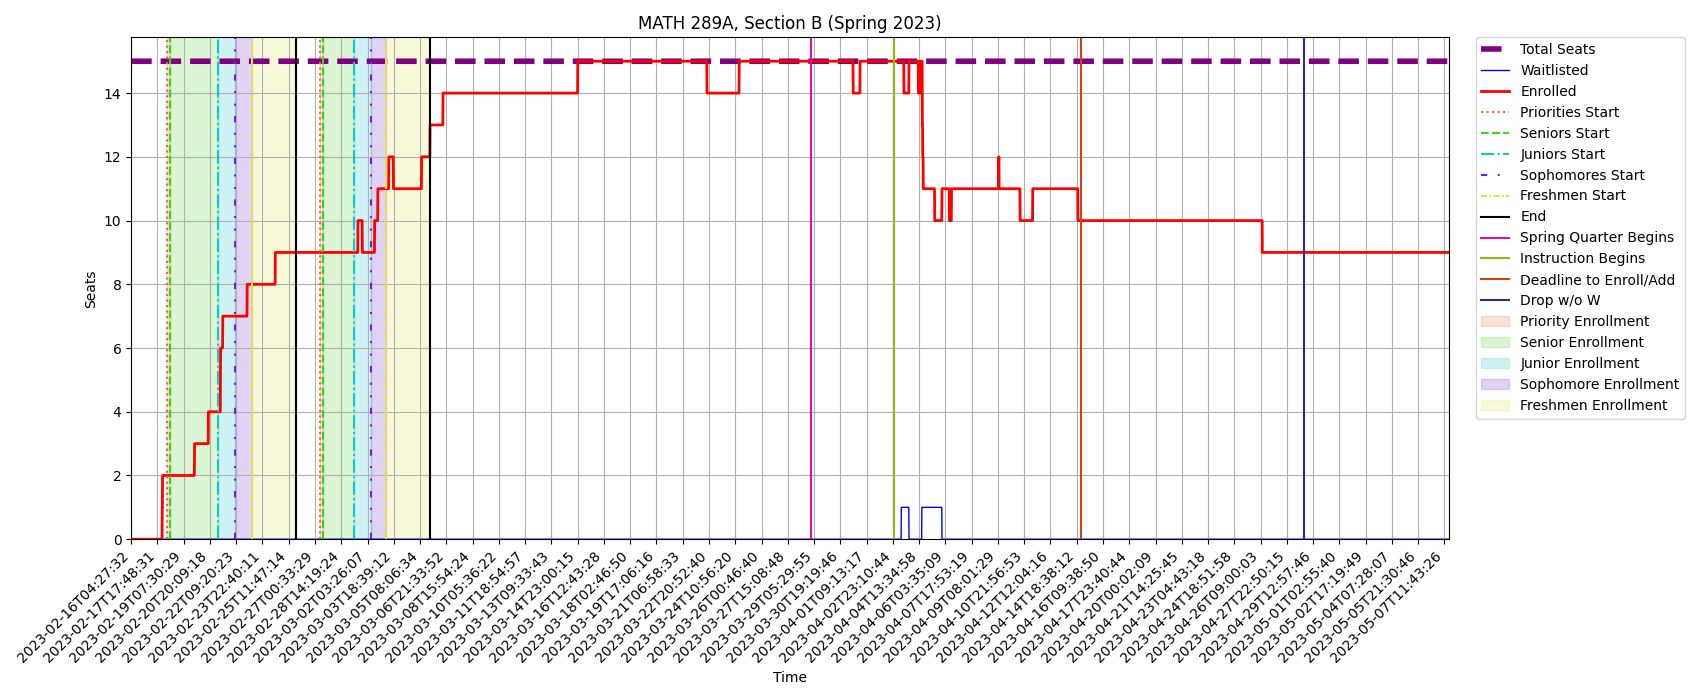 MATH 289A, Section B (Spring 2023)
Seats
14
12
10
8
6
4
2
0
2023-02-16T04:27:32
2023-02-17T17:48:31
2023-02-19T07:30:29
2023-02-20T20:09:18
2023-02-22T09:20:23
2023-02-23T22:40:11
2023-02-25T11:47:14
2023-02-27T00:33:29
2023-02-28T14:19:24
2023-03-02T03:26:07
2023-03-03T18:39:12
2023-03-05T08:06:34
2023-03-06T21:33:52
2023-03-08T15:54:24
2023-03-10T05:36:22
2023-03-11T18:54:57
2023-03-13T09:33:43
2023-03-14T23:00:15
2023-03-16T12:43:28
2023-03-18T02:46:50
2023-03-19T17:06:16
2023-03-21T06:58:33
2023-03-22T20:52:40
2023-03-24T10:56:20
2023-03-26T00:46:40
2023-03-27T15:08:48
2023-03-29T05:29:55
2023-03-30T19:19:46
2023-04-01T09:13:17
2023-04-02T23:10:44
2023-04-04T13:34:58
2023-04-06T03:35:09
2023-04-07T17:53:19
2023-04-09T08:01:29
2023-04-10T21:56:53
2023-04-12T12:04:16
2023-04-14T18:38:12
2023-04-16T09:38:50
2023-04-17T23:40:44
2023-04-20T00:02:09
2023-04-21T14:25:45
2023-04-23T04:43:18
2023-04-24T18:51:58
2023-04-26T09:00:03
2023-04-27T22:50:15
2023-04-29T12:57:46
2023-05-01T02:55:40
2023-05-02T17:19:49
2023-05-04T07:28:07
2023-05-05T21:30:46
2023-05-07T11:43:26
Time
Total Seats
Waitlisted
Enrolled
Priorities Start
Seniors Start
Juniors Start
Sophomores Start
Freshmen Start
End
Spring Quarter Begins
Instruction Begins
Deadline to Enroll/Add
Drop w/o W
Priority Enrollment
Senior Enrollment
Junior Enrollment
Sophomore Enrollment
Freshmen Enrollment